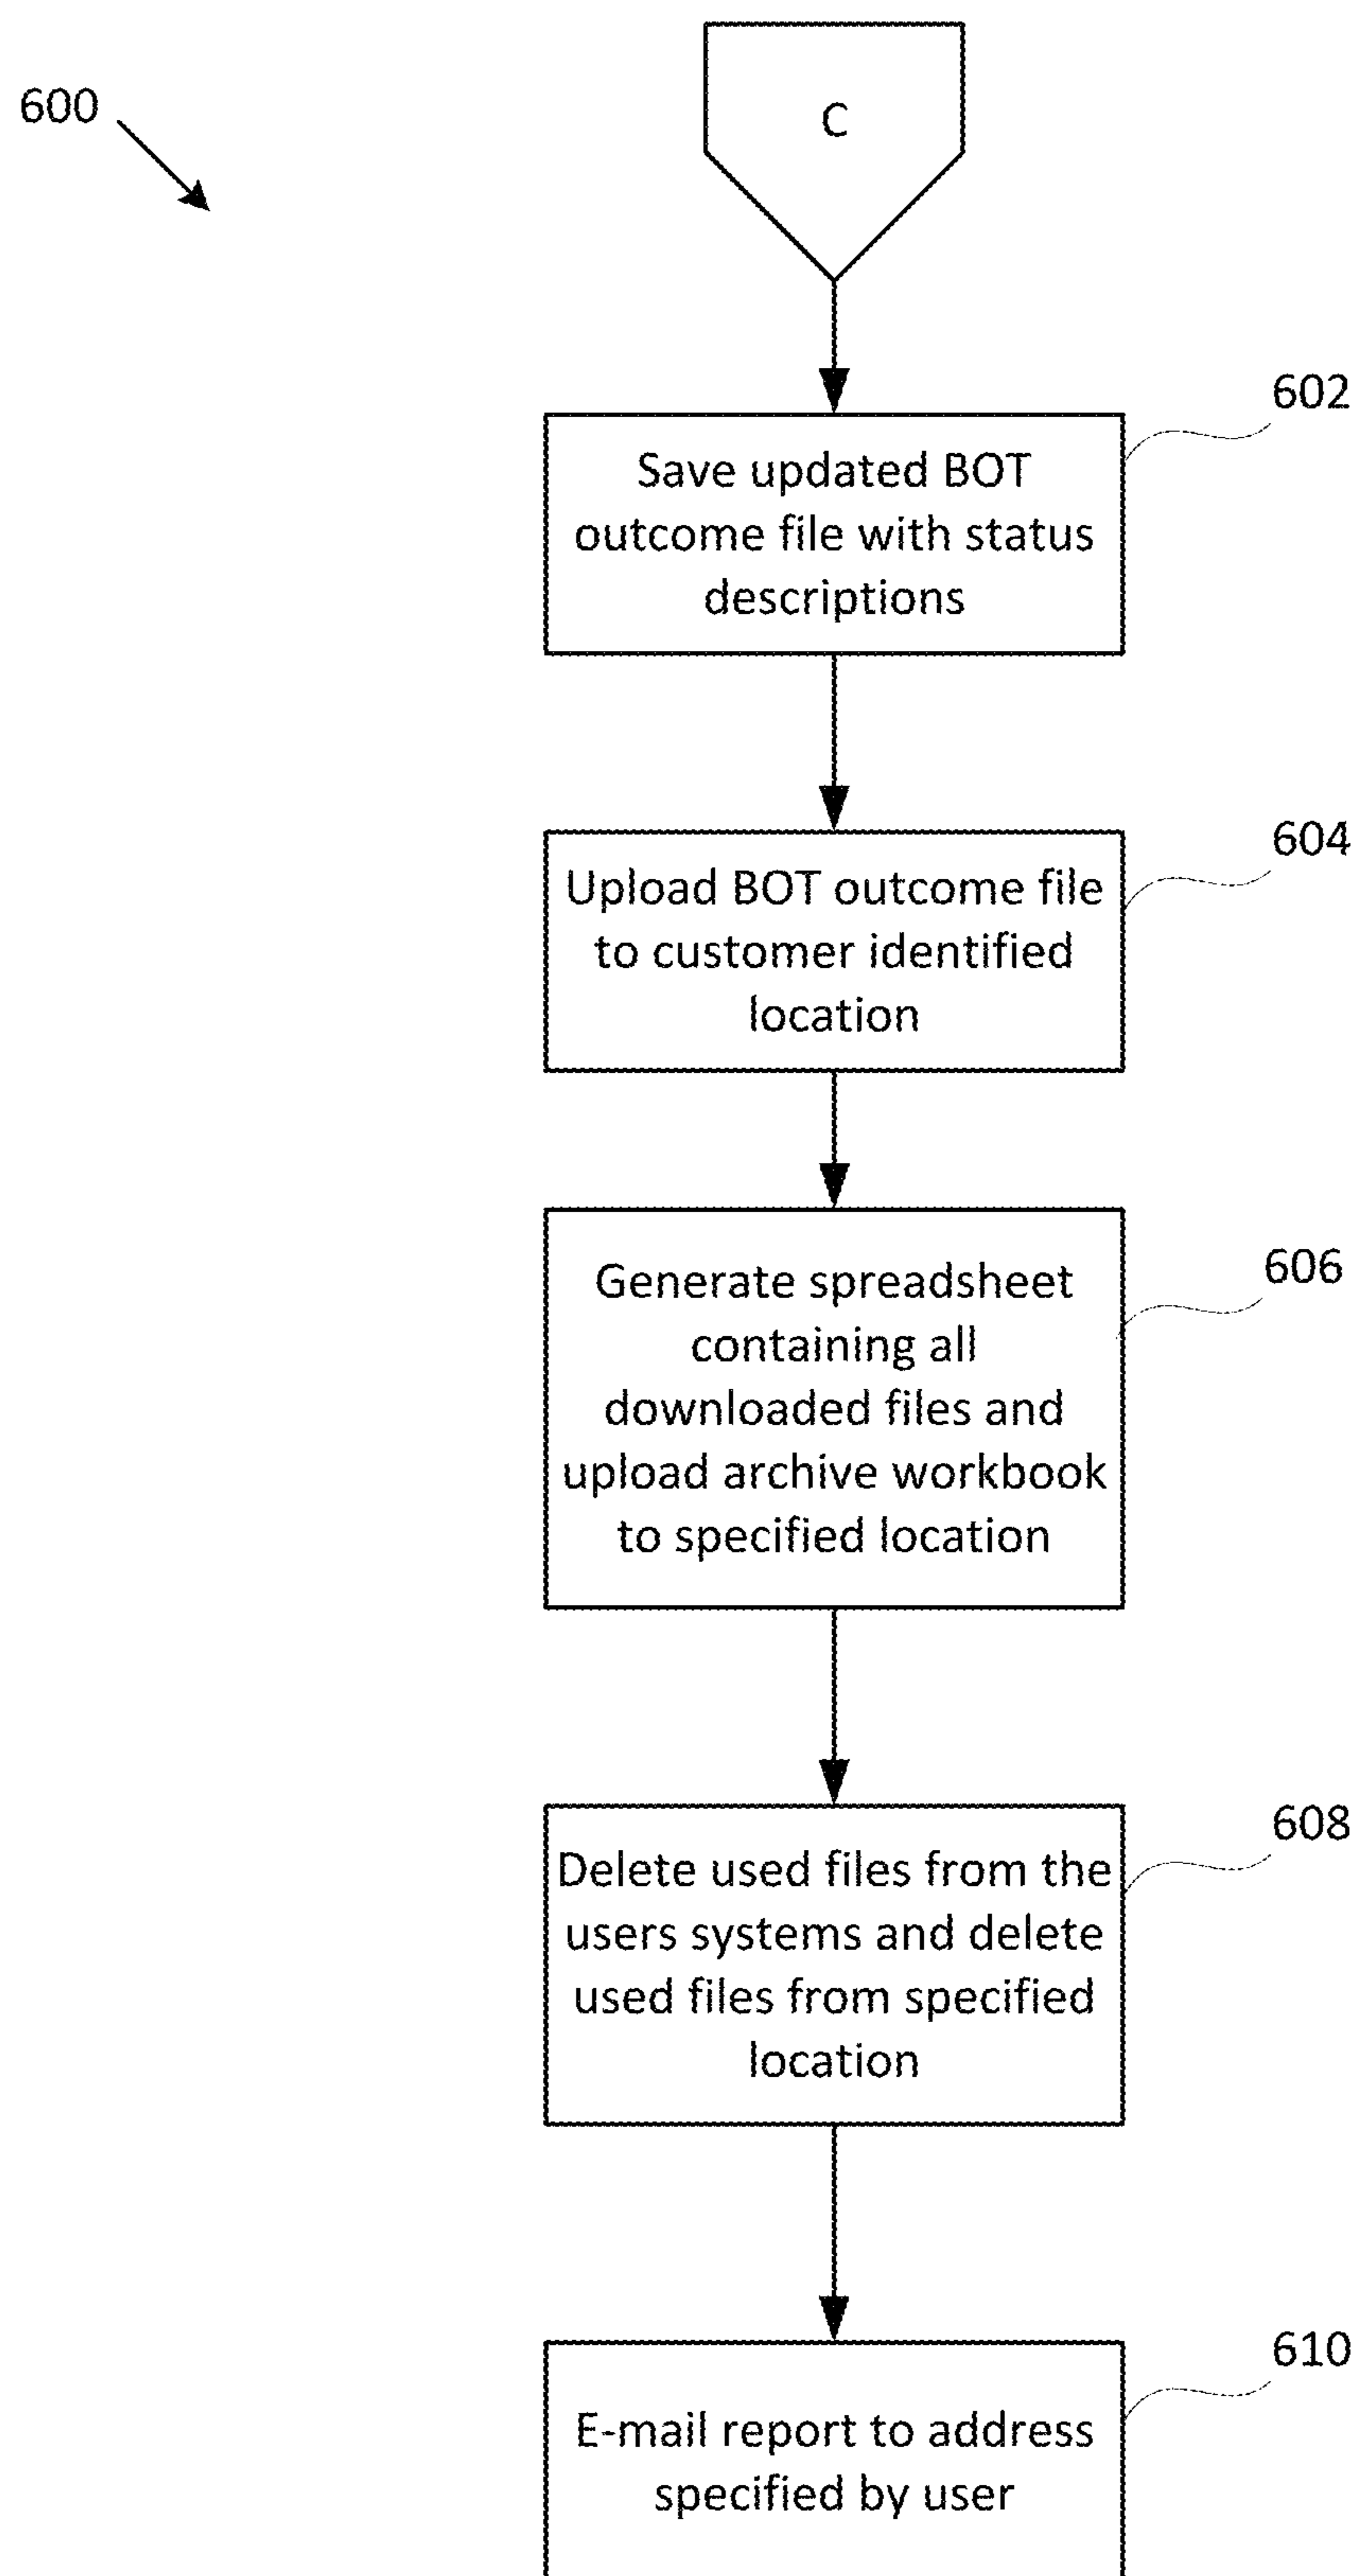 600
C
602
Save updated BOT
outcome file with status
descriptions
604
Upload BOT outcome file
to customer identified
location
606
Generate spreadsheet
containing all
downloaded files and
upload archive workbook
to specified location
608
Delete used files from the
users systems and delete
used files from specified
location
610
E-mail report to address
specified by user